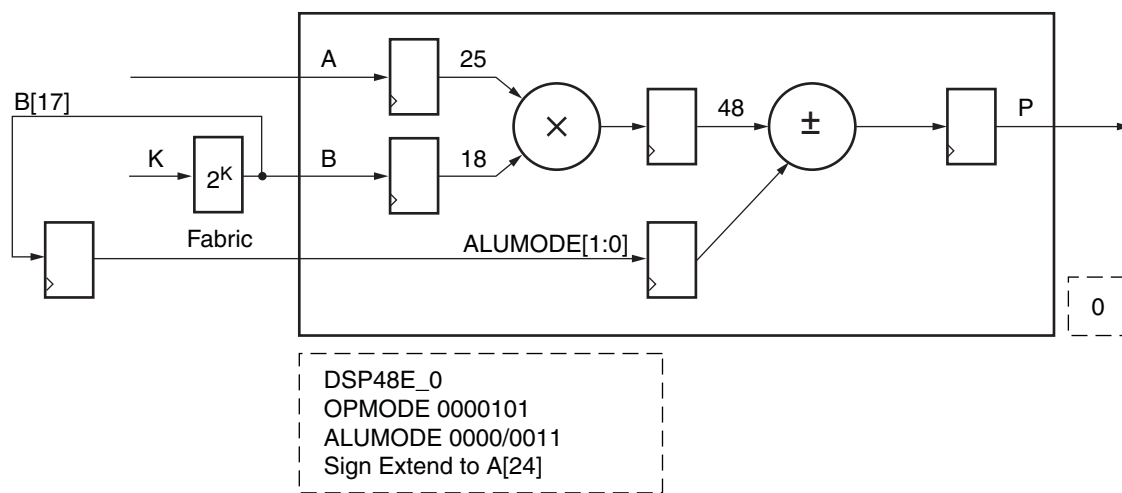 A
25
B[17]
48
P
×
±
K
2ᴷ
B
18
Fabric
ALUMODE[1:0]
0
DSP48E_0
OPMODE 0000101
ALUMODE 0000/0011
Sign Extend to A[24]